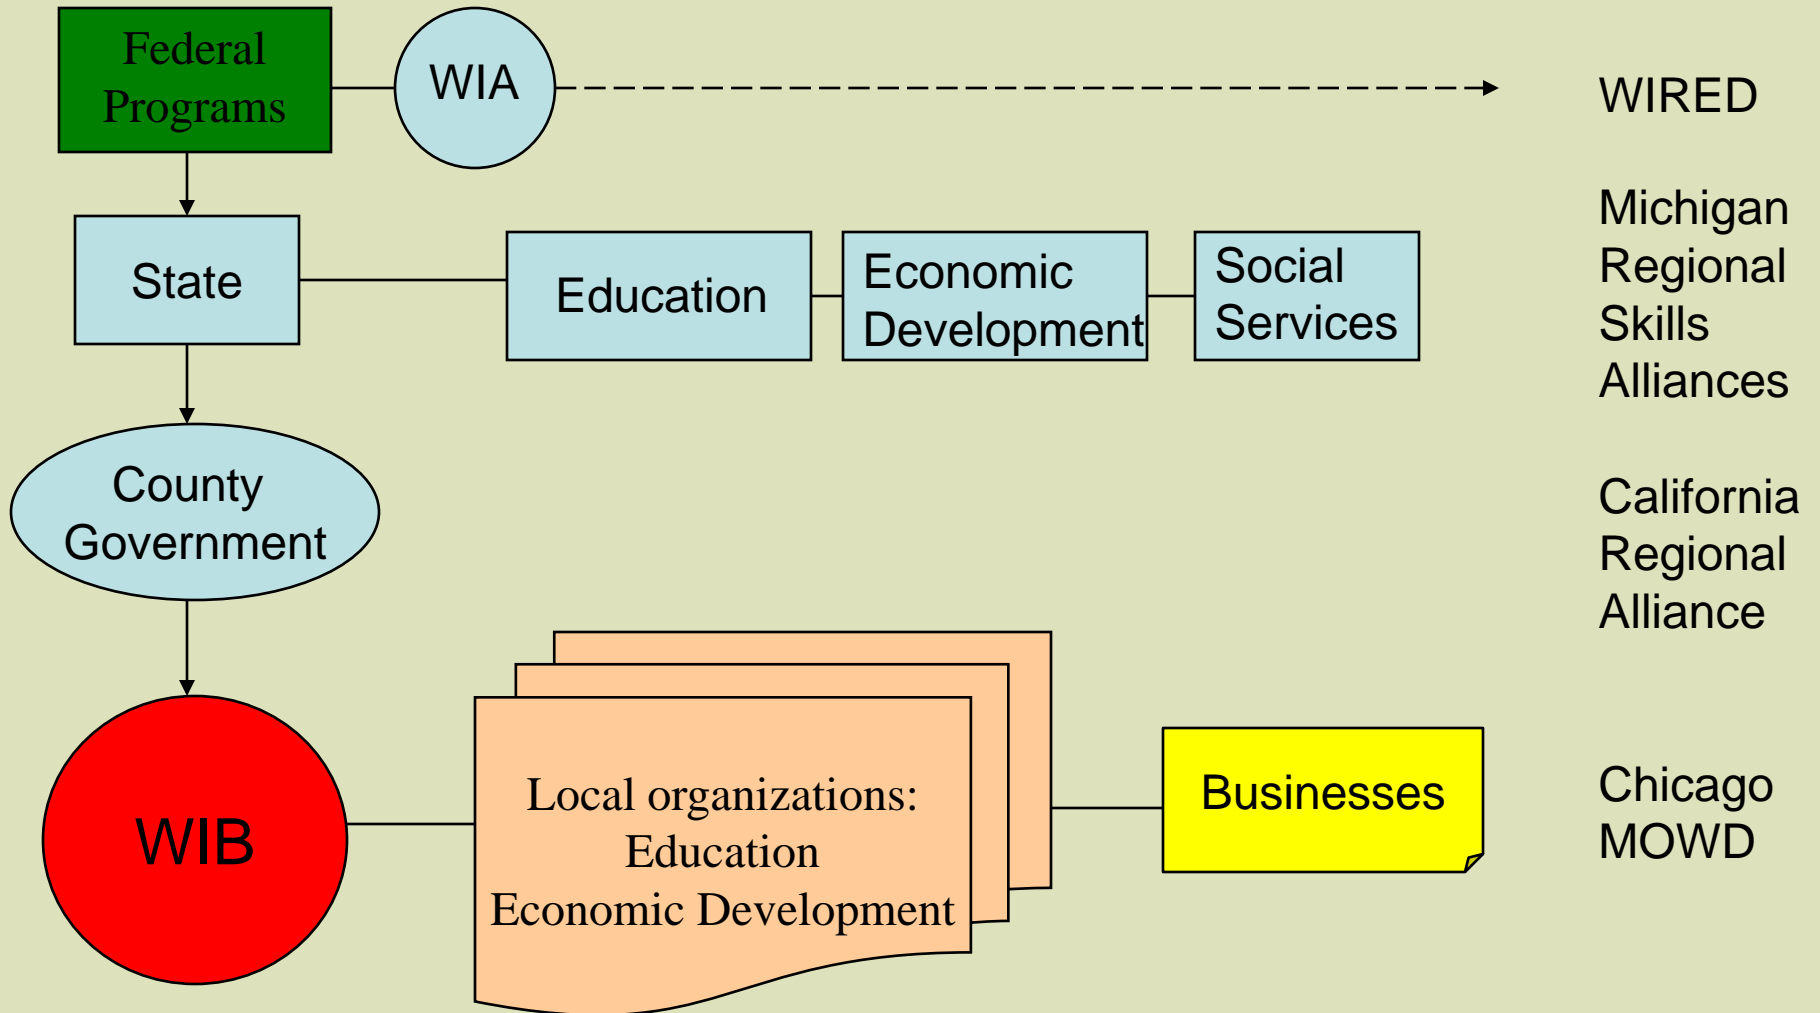 Federal
Programs
WIA
WIRED
State
Education
Economic
Development
Social
Services
Michigan
Regional
Skills
Alliances
County
Government
California
Regional
Alliance
WIB
Local organizations:
Education
Economic Development
Businesses
Chicago
MOWD